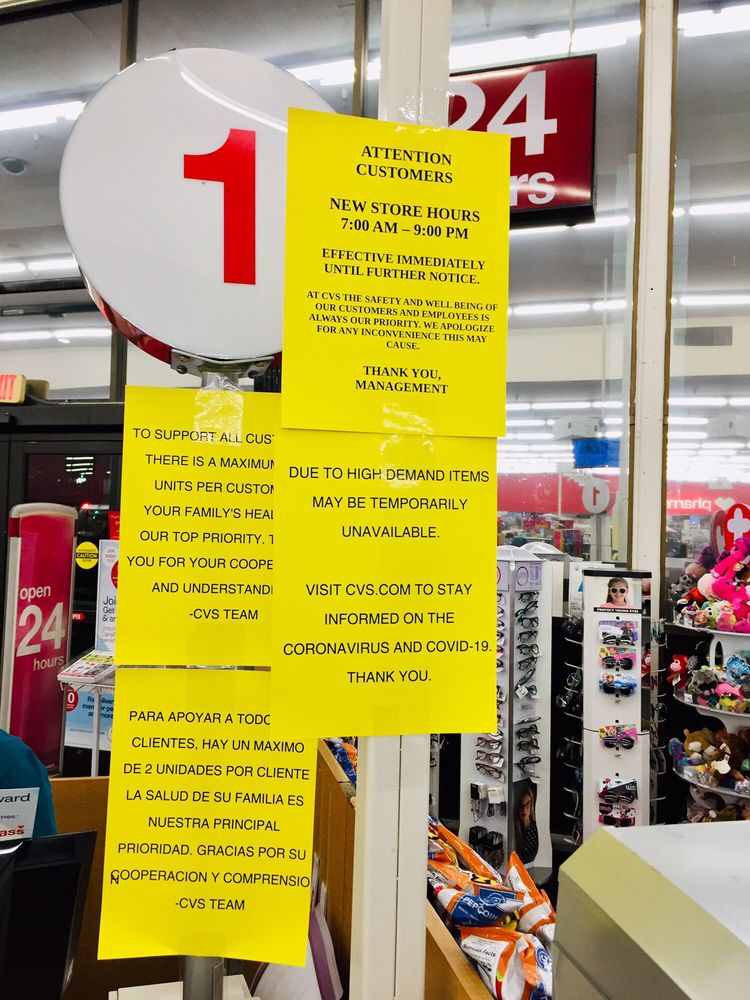 1
24
rs
ATTENTION
CUSTOMERS
NEW STORE HOURS
7:00 AM – 9:00 PM
EFFECTIVE IMMEDIATELY
UNTIL FURTHER NOTICE.
AT CVS THE SAFETY AND WELL BEING OF
OUR CUSTOMERS AND EMPLOYEES IS
ALWAYS OUR PRIORITY. WE APOLOGIZE
FOR ANY INCONVENIENCE THIS MAY
CAUSE.
THANK YOU,
MANAGEMENT
TO SUPPORT ALL CUST
THERE IS A MAXIMUM
UNITS PER CUSTOM
YOUR FAMILY'S HEAL
OUR TOP PRIORITY. T
YOU FOR YOUR COOPE
AND UNDERSTANDI
-CVS TEAM
DUE TO HIGH DEMAND ITEMS
MAY BE TEMPORARILY
UNAVAILABLE.
VISIT CVS.COM TO STAY
INFORMED ON THE
CORONAVIRUS AND COVID-19.
THANK YOU.
PARA APOYAR A TODO
CLIENTES, HAY UN MAXIMO
DE 2 UNIDADES POR CLIENTE
LA SALUD DE SU FAMILIA ES
NUESTRA PRINCIPAL
PRIORIDAD. GRACIAS POR SU
COOPERACION Y COMPRENSIO
N
-CVS TEAM
open
24
hours
CAUTION
PROTECT YOUNG EYES
1
pharm